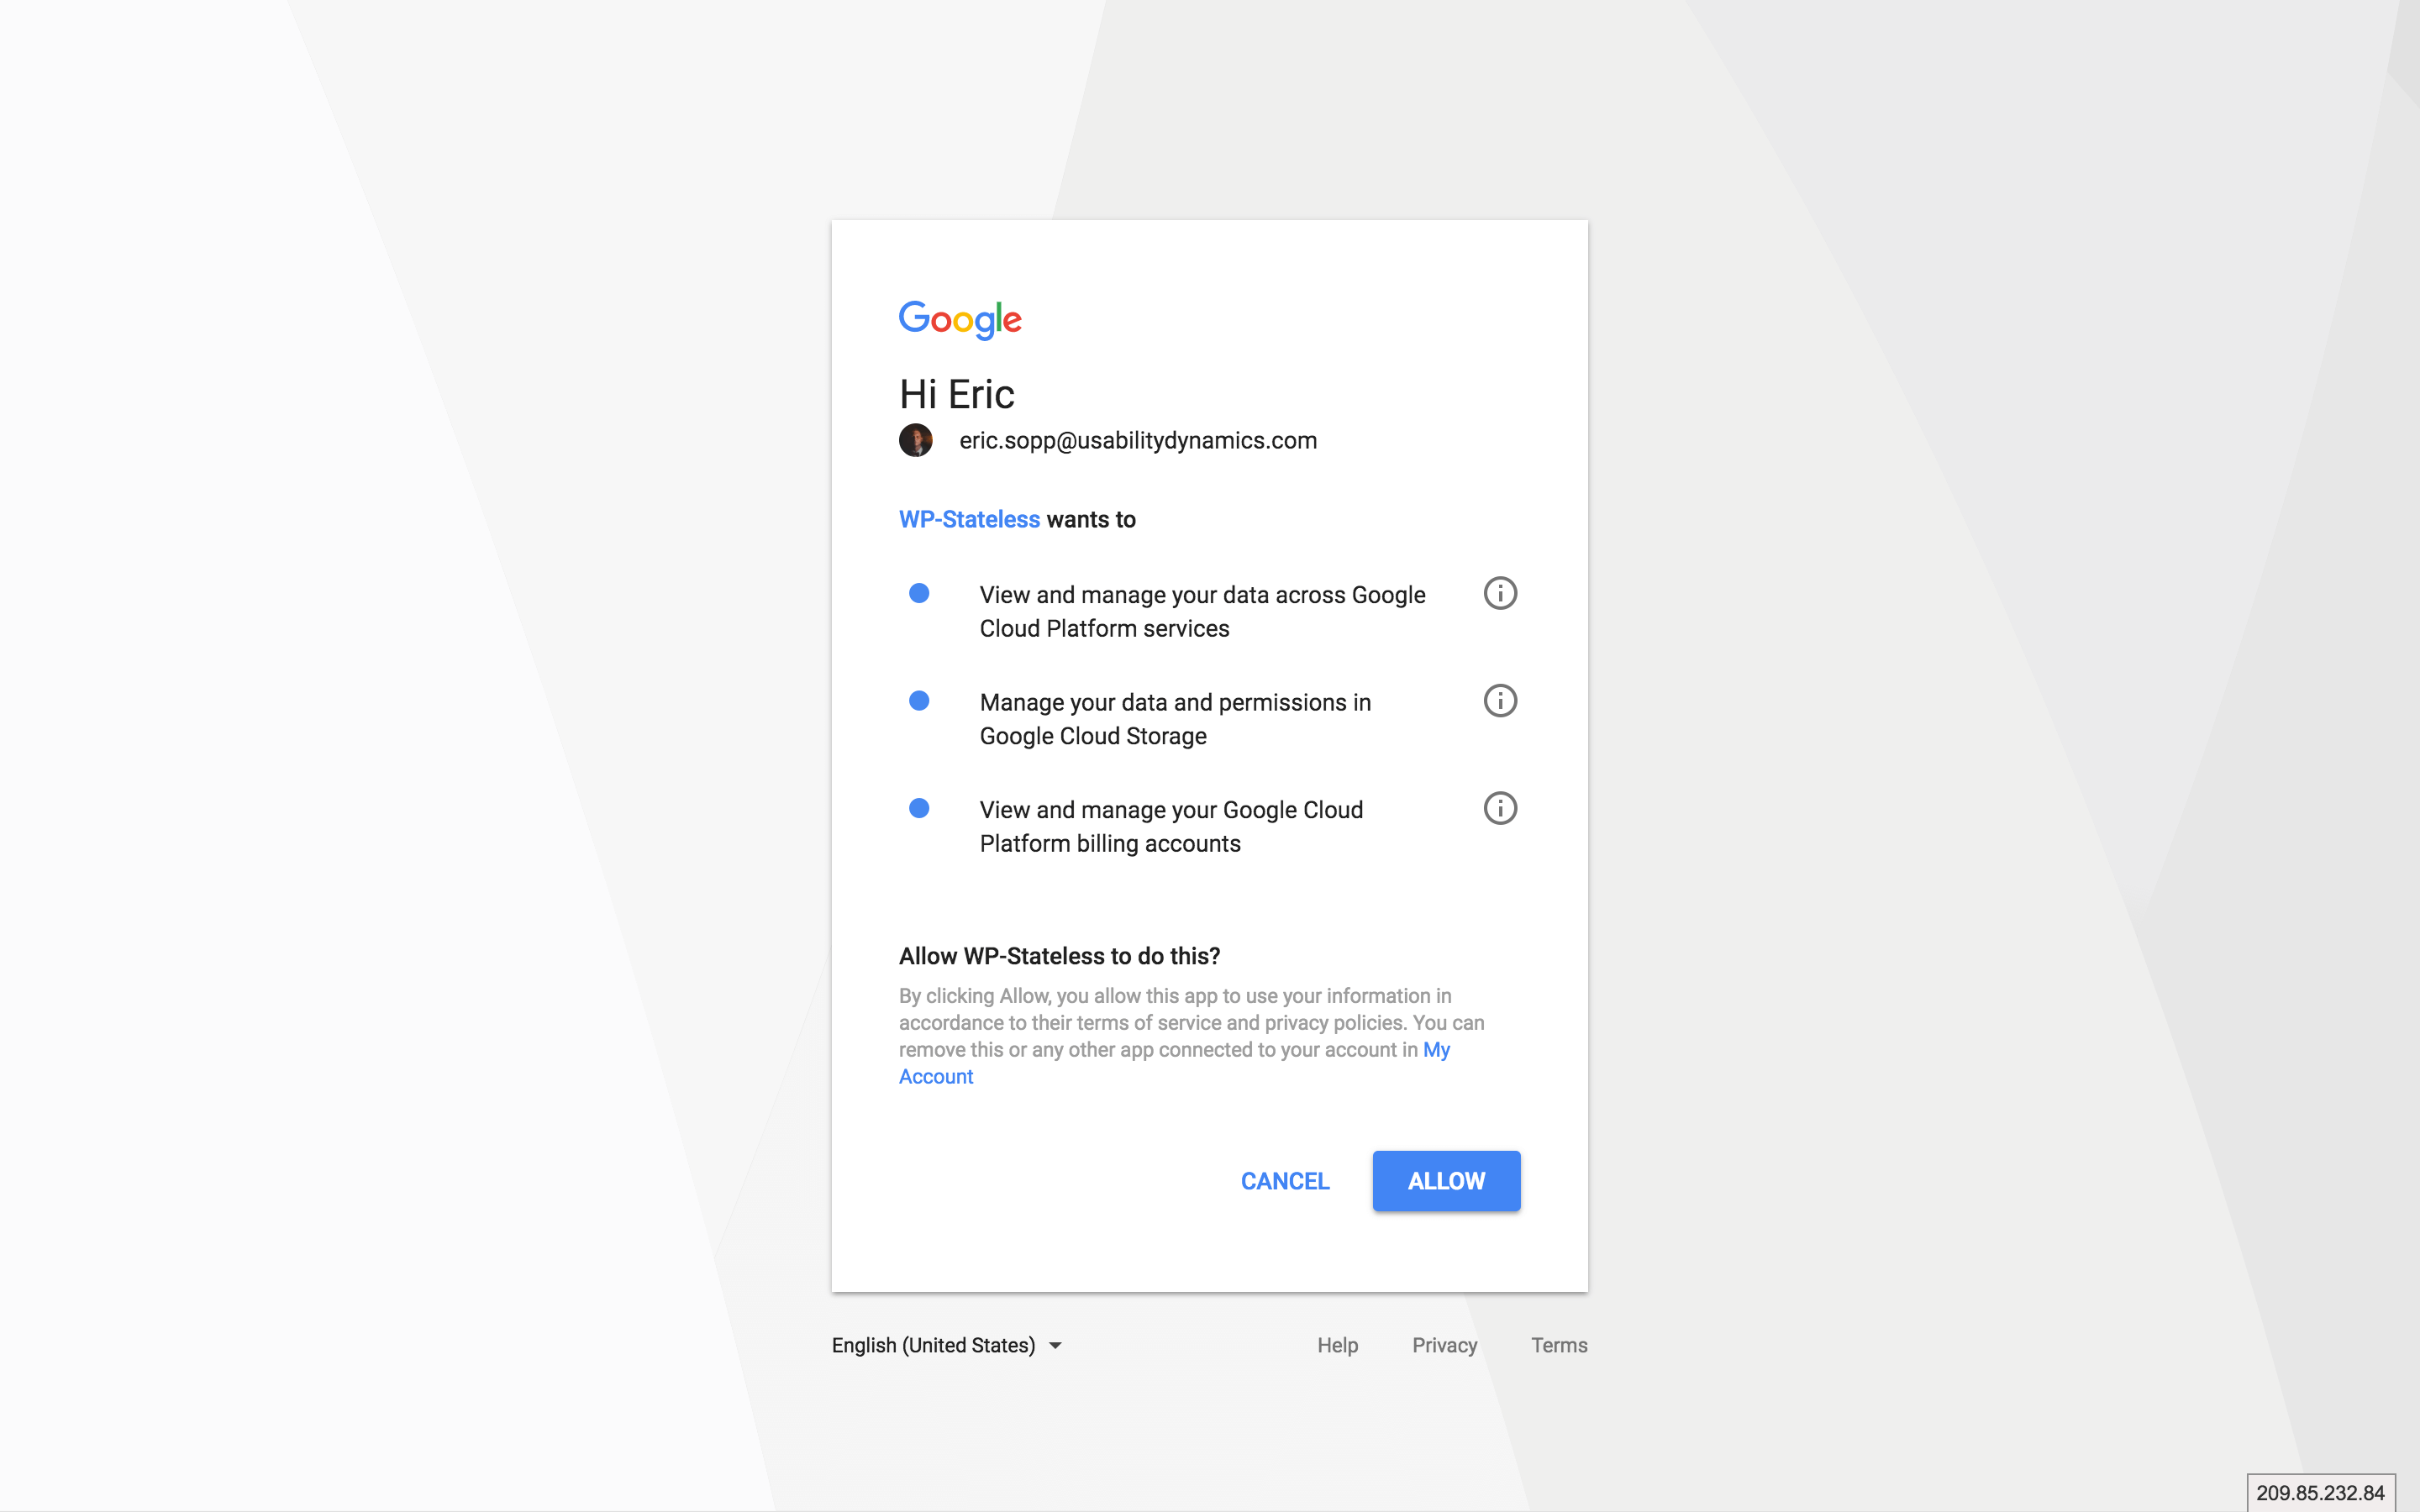 Google
Hi Eric
eric.sopp@usabilitydynamics.com
WP-Stateless wants to
View and manage your data across Google
Cloud Platform services
Manage your data and permissions in
Google Cloud Storage
View and manage your Google Cloud
Platform billing accounts
Allow WP-Stateless to do this?
By clicking Allow, you allow this app to use your information in
accordance to their terms of service and privacy policies. You can
remove this or any other app connected to your account in My
Account
CANCEL ALLOW
English (United States) Help Privacy Terms
209.85.232.84